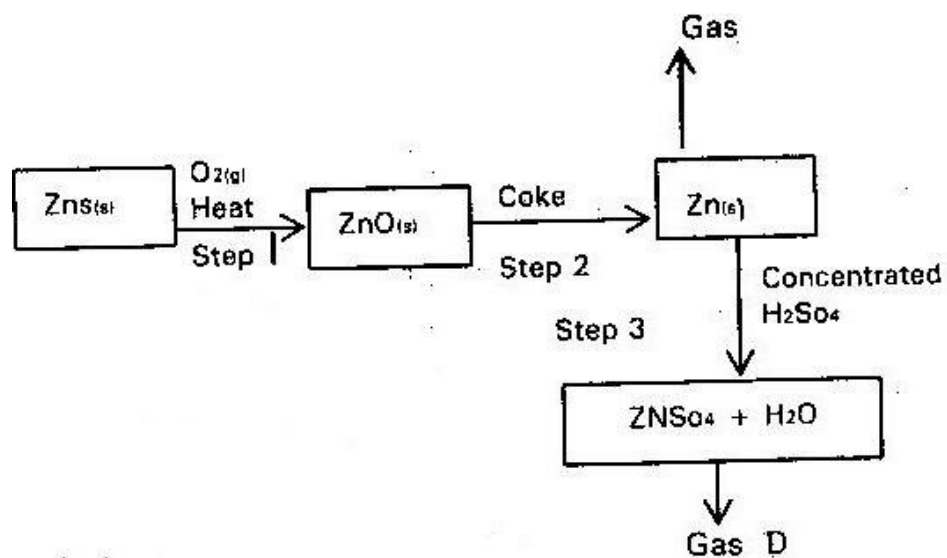 Gas
Zns(s)
O2(g)
Heat
Step 1
ZnO(s)
Coke
Step 2
Zn(s)
Concentrated
H2So4
Step 3
ZNSo4 + H2O
Gas D